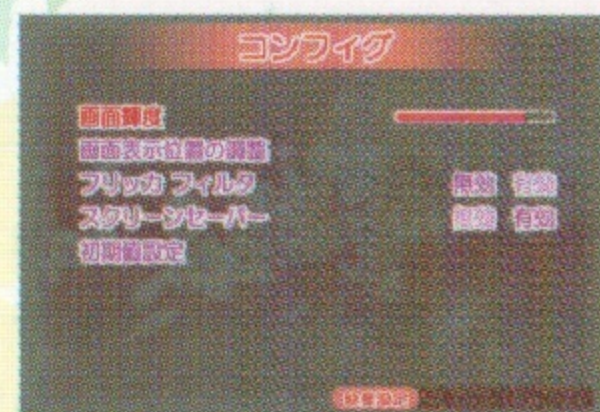 コンフィグ
画面輝度
画面表示位置の調整
フリッカ フィルタ 無効 有効
スクリーンセーバー 無効 有効
初期値設定